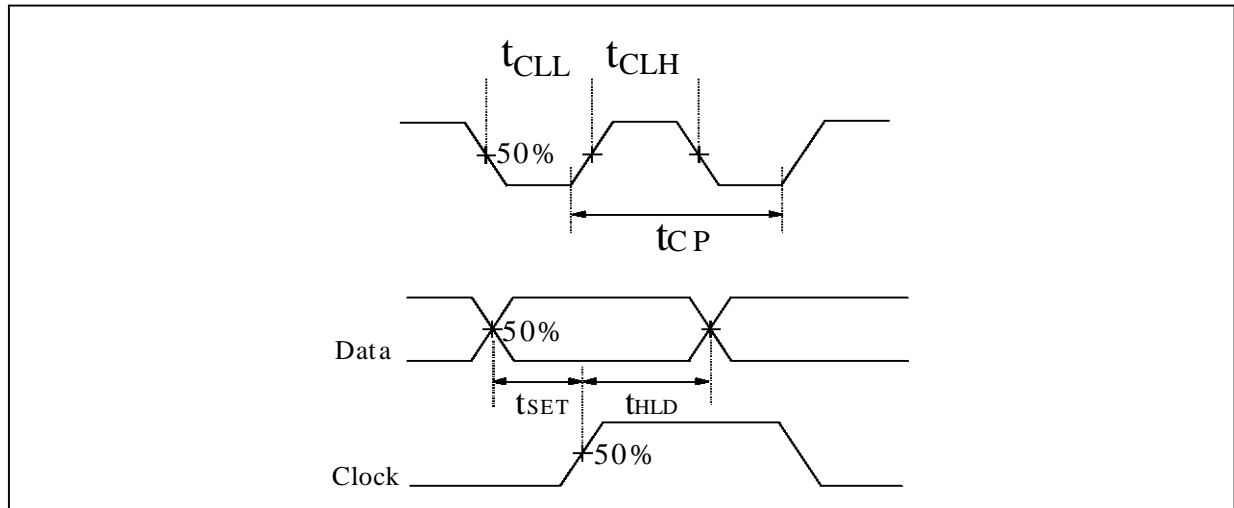 tCLL tCLH
50%
tCP
50%
Data
tSET tHLD
50%
Clock